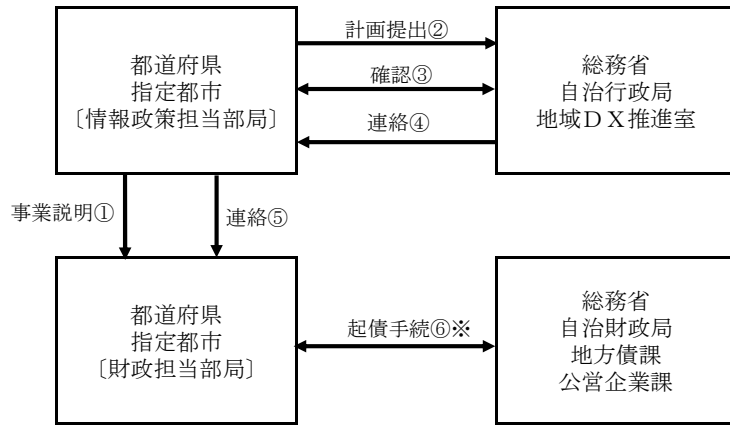 都道府県
指定都市
〔情報政策担当部局〕
計画提出②
確認③
連絡④
総務省
自治行政局
地域ＤＸ推進室
事業説明①
連絡⑤
都道府県
指定都市
〔財政担当部局〕
起債手続⑥※
総務省
自治財政局
地方債課
公営企業課